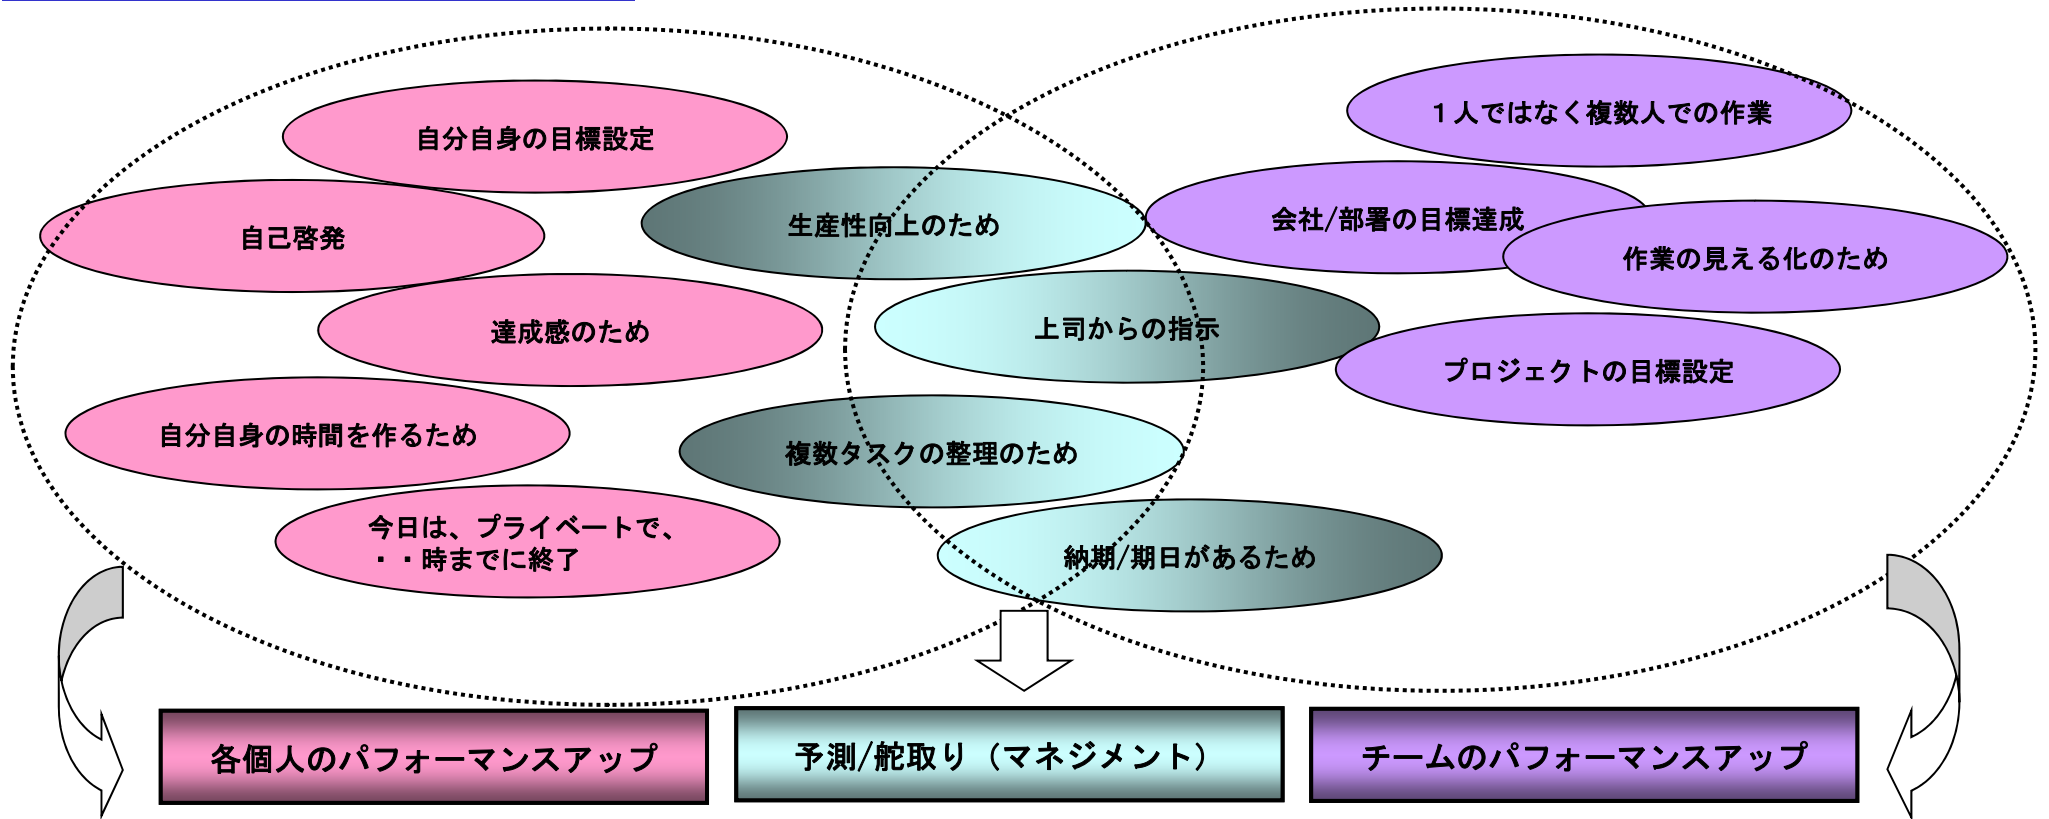 自分自身の目標設定
自己啓発
達成感のため
自分自身の時間を作るため
今日は、プライベートで、
・・時までに終了
生産性向上のため
上司からの指示
複数タスクの整理のため
納期/期日があるため
１人ではなく複数人での作業
会社/部署の目標達成
作業の見える化のため
プロジェクトの目標設定
各個人のパフォーマンスアップ
予測/舵取り（マネジメント）
チームのパフォーマンスアップ